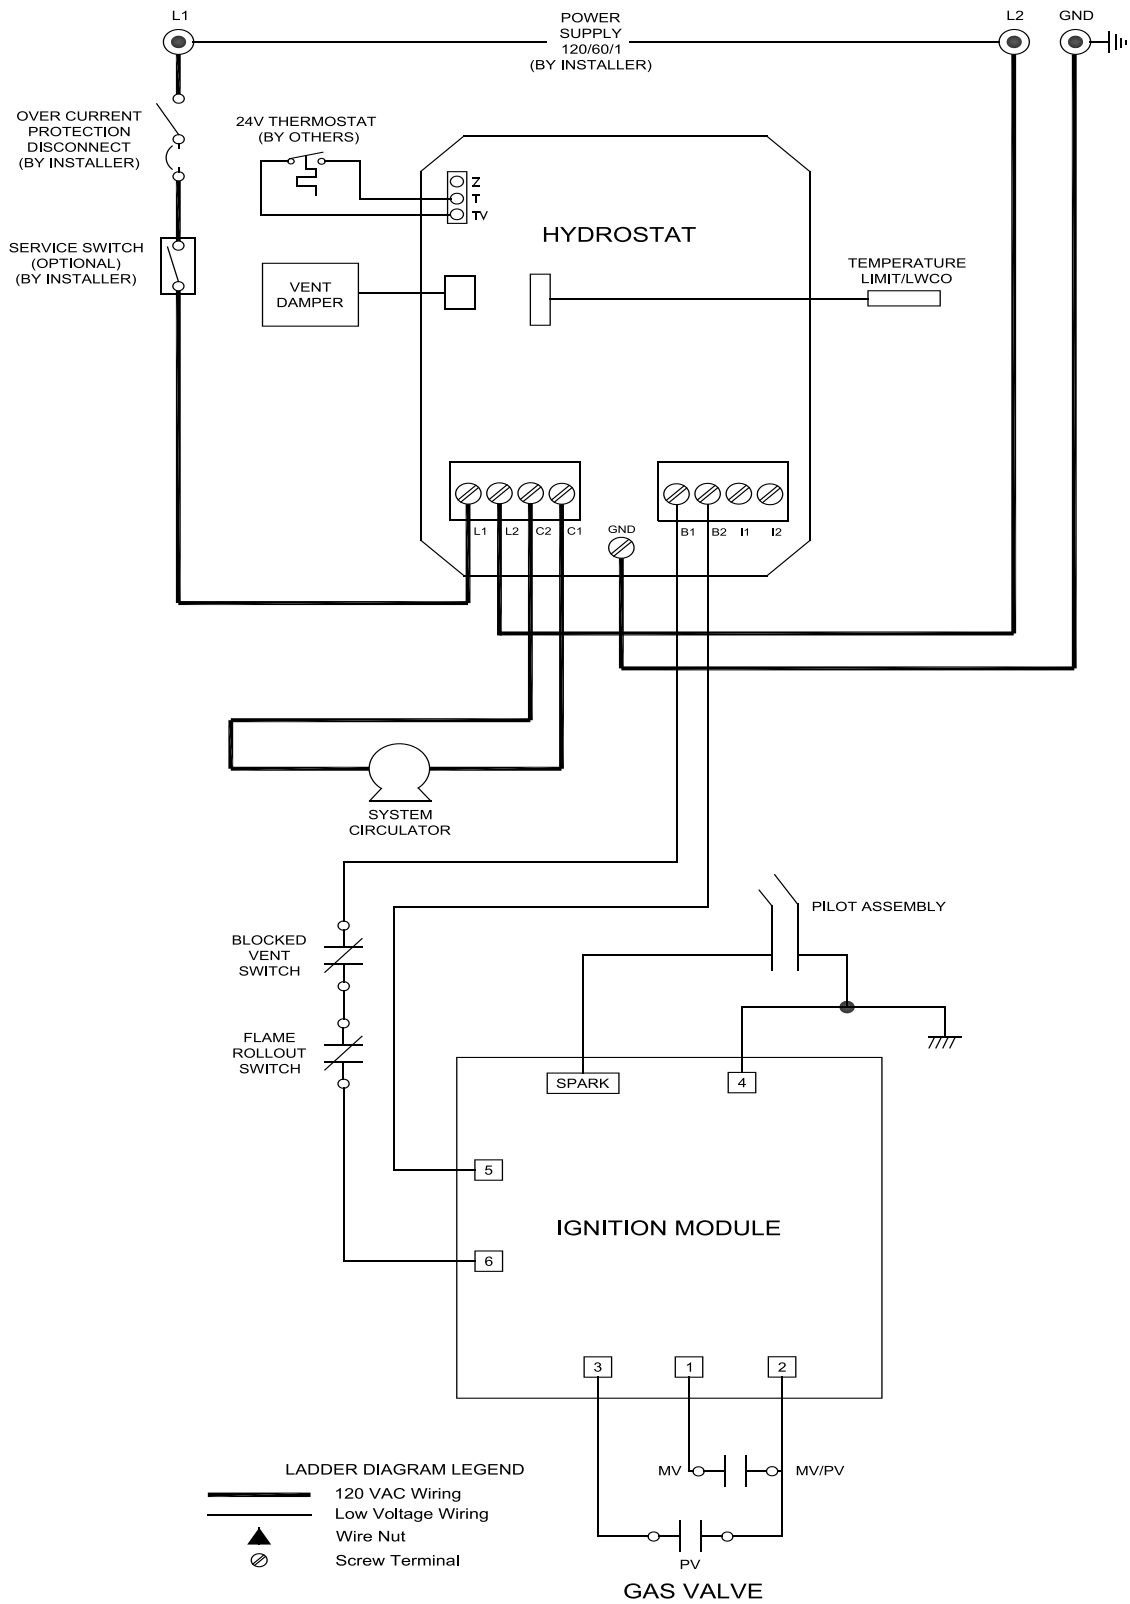 L1
POWER
SUPPLY
120/60/1
(BY INSTALLER)
L2
GND
OVER CURRENT
PROTECTION
DISCONNECT
(BY INSTALLER)
24V THERMOSTAT
(BY OTHERS)
Z
T
TV
HYDROSTAT
SERVICE SWITCH
(OPTIONAL)
(BY INSTALLER)
VENT
DAMPER
TEMPERATURE
LIMIT/LWCO
L1
L2
C2
C1
GND
B1
B2
I1
I2
SYSTEM
CIRCULATOR
PILOT ASSEMBLY
BLOCKED
VENT
SWITCH
FLAME
ROLLOUT
SWITCH
SPARK
4
5
IGNITION MODULE
6
3
1
2
MV
MV/PV
PV
GAS VALVE
LADDER DIAGRAM LEGEND
120 VAC Wiring
Low Voltage Wiring
Wire Nut
Screw Terminal